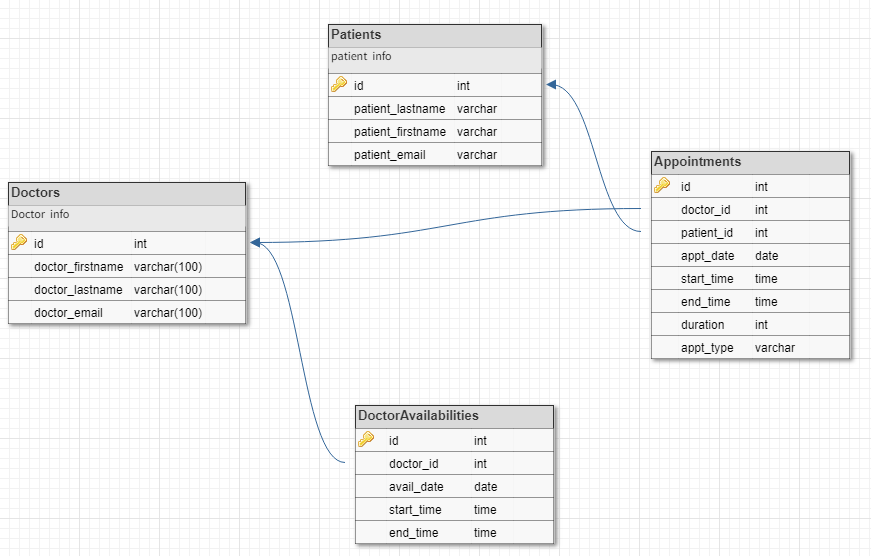 Patients
patient info
id int
patient_lastname varchar
patient_firstname varchar
patient_email varchar
Appointments
id int
doctor_id int
patient_id int
appt_date date
start_time time
end_time time
duration int
appt_type varchar
Doctors
Doctor info
id int
doctor_firstname varchar(100)
doctor_lastname varchar(100)
doctor_email varchar(100)
DoctorAvailabilities
id int
doctor_id int
avail_date date
start_time time
end_time time